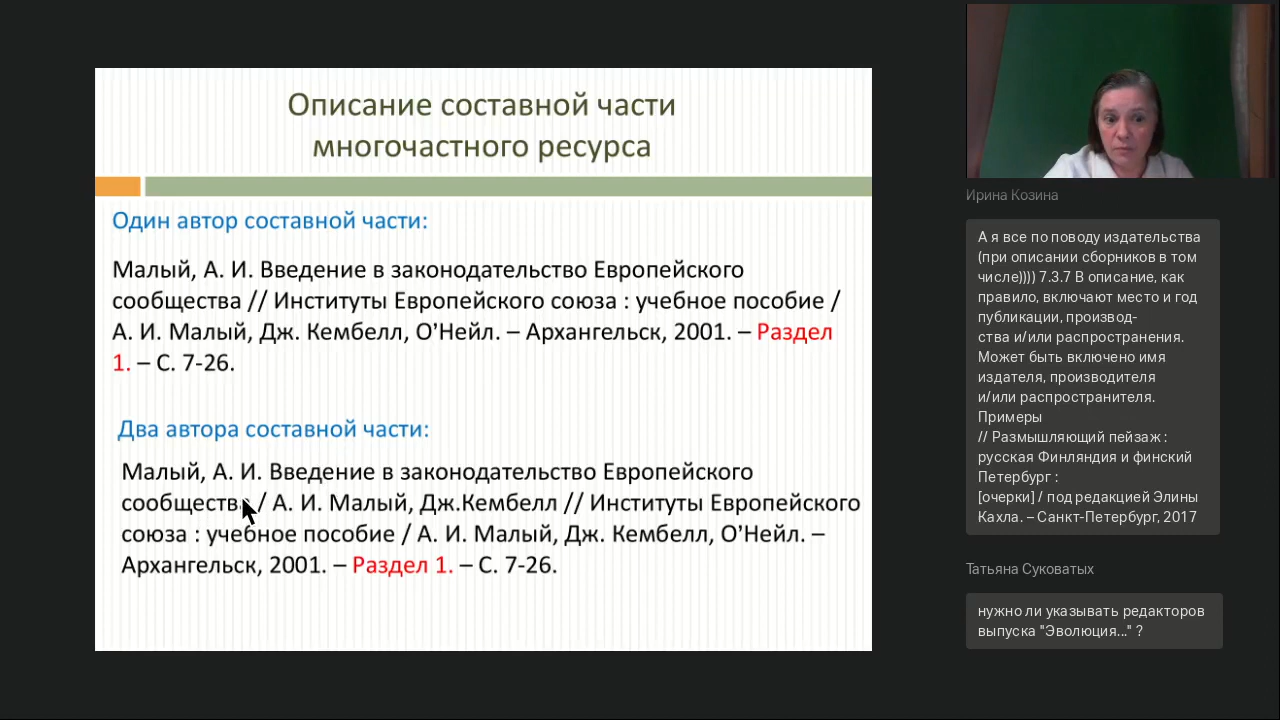 Описание составной части
многочастного ресурса
Один автор составной части:
Малый, А. И. Введение в законодательство Европейского
сообщества // Институты Европейского союза : учебное пособие /
А. И. Малый, Дж. Кембелл, О’Нейл. – Архангельск, 2001. – Раздел
1. – С. 7-26.
Два автора составной части:
Малый, А. И. Введение в законодательство Европейского
сообщества / А. И. Малый, Дж.Кембелл // Институты Европейского
союза : учебное пособие / А. И. Малый, Дж. Кембелл, О’Нейл. –
Архангельск, 2001. – Раздел 1. – С. 7-26.
Ирина Козина
А я все по поводу издательства
(при описании сборников в том
числе)))) 7.3.7 В описание, как
правило, включают место и год
публикации, производ-
ства и/или распространения.
Может быть включено имя
издателя, производителя
и/или распространителя.
Примеры
// Размышляющий пейзаж :
русская Финляндия и финский
Петербург :
[очерки] / под редакцией Элины
Кахла. – Санкт-Петербург, 2017
Татьяна Суковатых
нужно ли указывать редакторов
выпуска "Эволюция..." ?